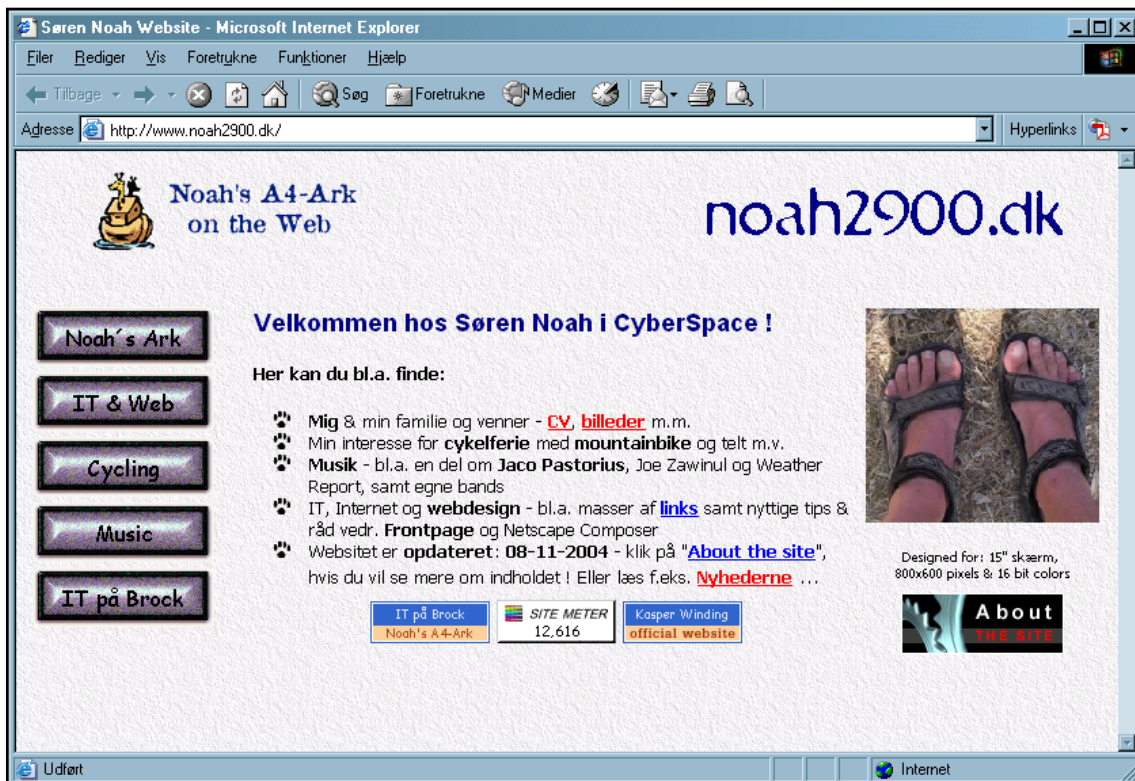 Søren Noah Website - Microsoft Internet Explorer
Filer Rediger Vis Foretrukne Funktioner Hjælp
Tilbage Søg Foretrukne Medier
Adresse http://www.noah2900.dk/ Hyperlinks
Noah's A4-Ark
on the Web
noah2900.dk
Noah´s Ark
IT & Web
Cycling
Music
IT på Brock
Velkommen hos Søren Noah i CyberSpace !
Her kan du bl.a. finde:
Mig & min familie og venner - CV, billeder m.m.
Min interesse for cykelferie med mountainbike og telt m.v.
Musik - bl.a. en del om Jaco Pastorius, Joe Zawinul og Weather
Report, samt egne bands
IT, Internet og webdesign - bl.a. masser af links samt nyttige tips &
råd vedr. Frontpage og Netscape Composer
Websitet er opdateret: 08-11-2004 - klik på "About the site",
hvis du vil se mere om indholdet ! Eller læs f.eks. Nyhederne ...
IT på Brock
Noah's A4-Ark
SITE METER
12,616
Kasper Winding
official website
Designed for: 15" skærm,
800x600 pixels & 16 bit colors
About
THE SITE
Udført Internet